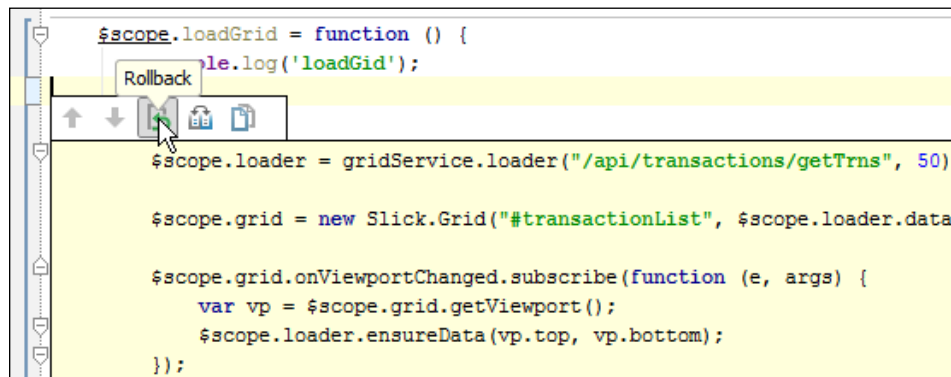 $scope.loadGrid = function () {
ole.log('loadGid');
Rollback
$scope.loader = gridService.loader("/api/transactions/getTrns", 50)
$scope.grid = new Slick.Grid("#transactionList", $scope.loader.data
$scope.grid.onViewportChanged.subscribe(function (e, args) {
var vp = $scope.grid.getViewport();
$scope.loader.ensureData(vp.top, vp.bottom);
});